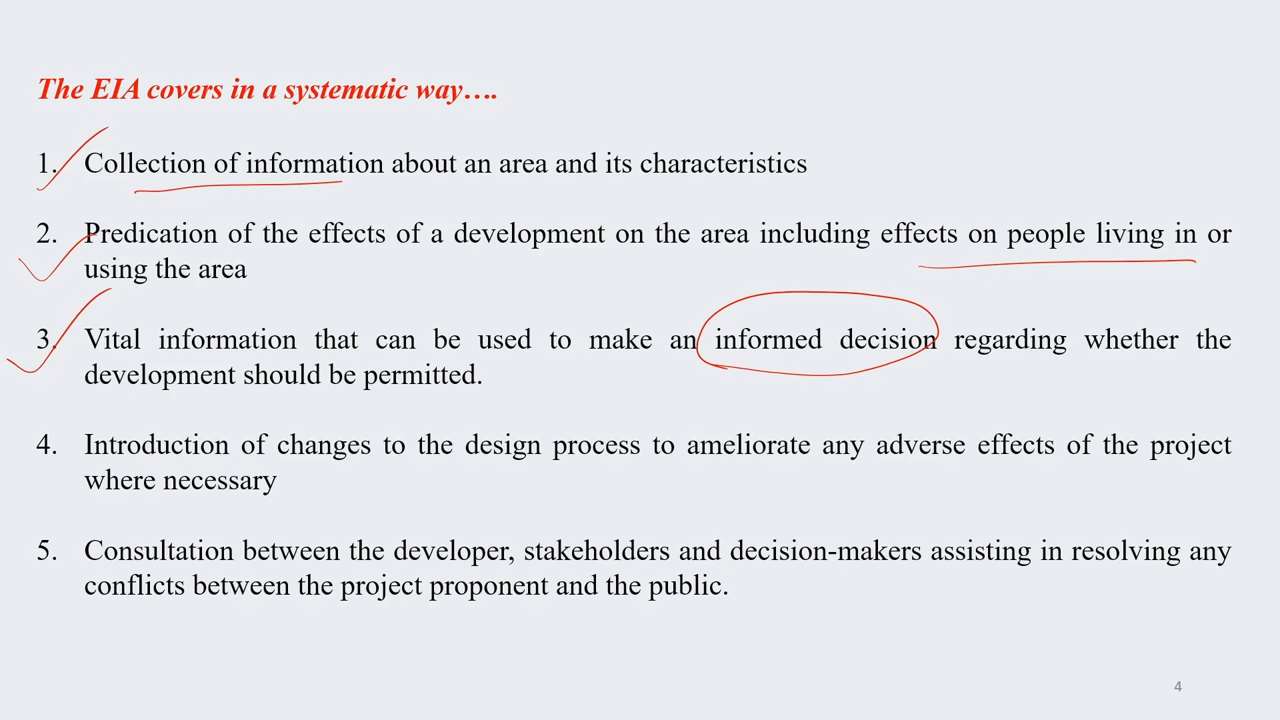 The EIA covers in a systematic way….
1. Collection of information about an area and its characteristics
2. Predication of the effects of a development on the area including effects on people living in or
using the area
3. Vital information that can be used to make an informed decision regarding whether the
development should be permitted.
4. Introduction of changes to the design process to ameliorate any adverse effects of the project
where necessary
5. Consultation between the developer, stakeholders and decision-makers assisting in resolving any
conflicts between the project proponent and the public.
4